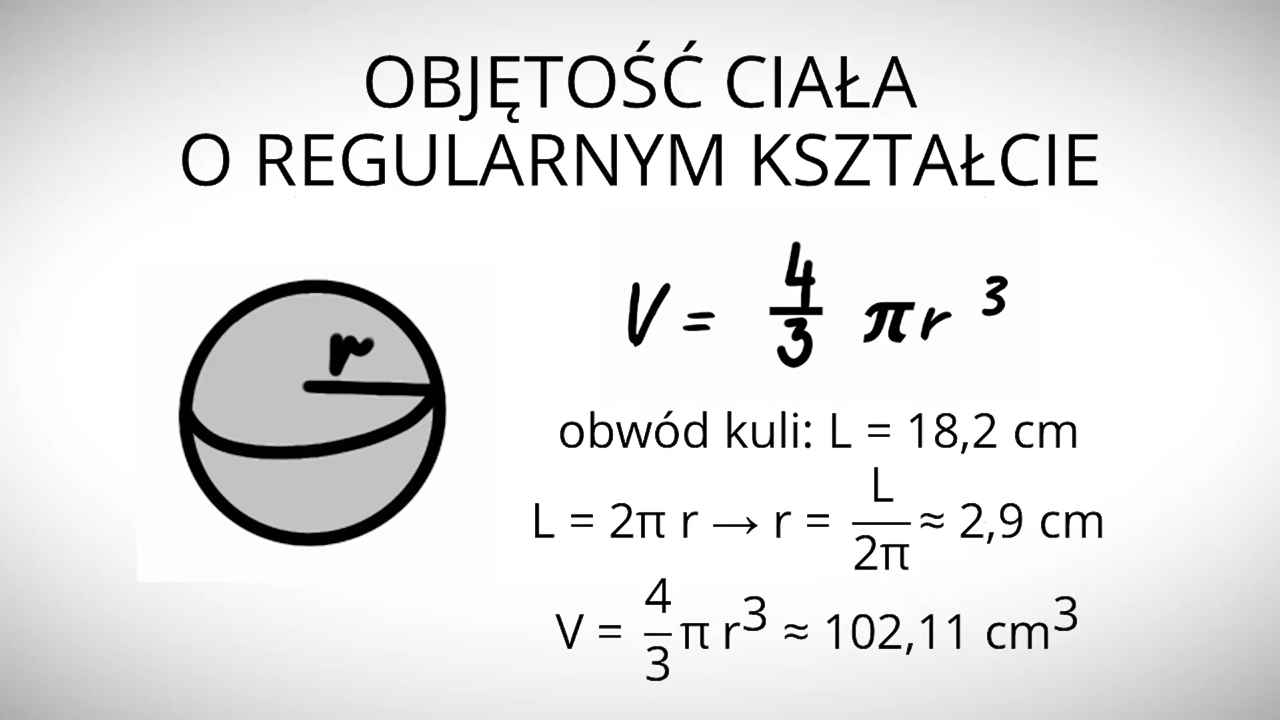 OBJĘTOŚĆ CIAŁA
O REGULARNYM KSZTAŁCIE
r
V = 4/3 πr³
obwód kuli: L = 18,2 cm
L = 2π r → r = L/2π ≈ 2,9 cm
V = 4/3 π r³ ≈ 102,11 cm³